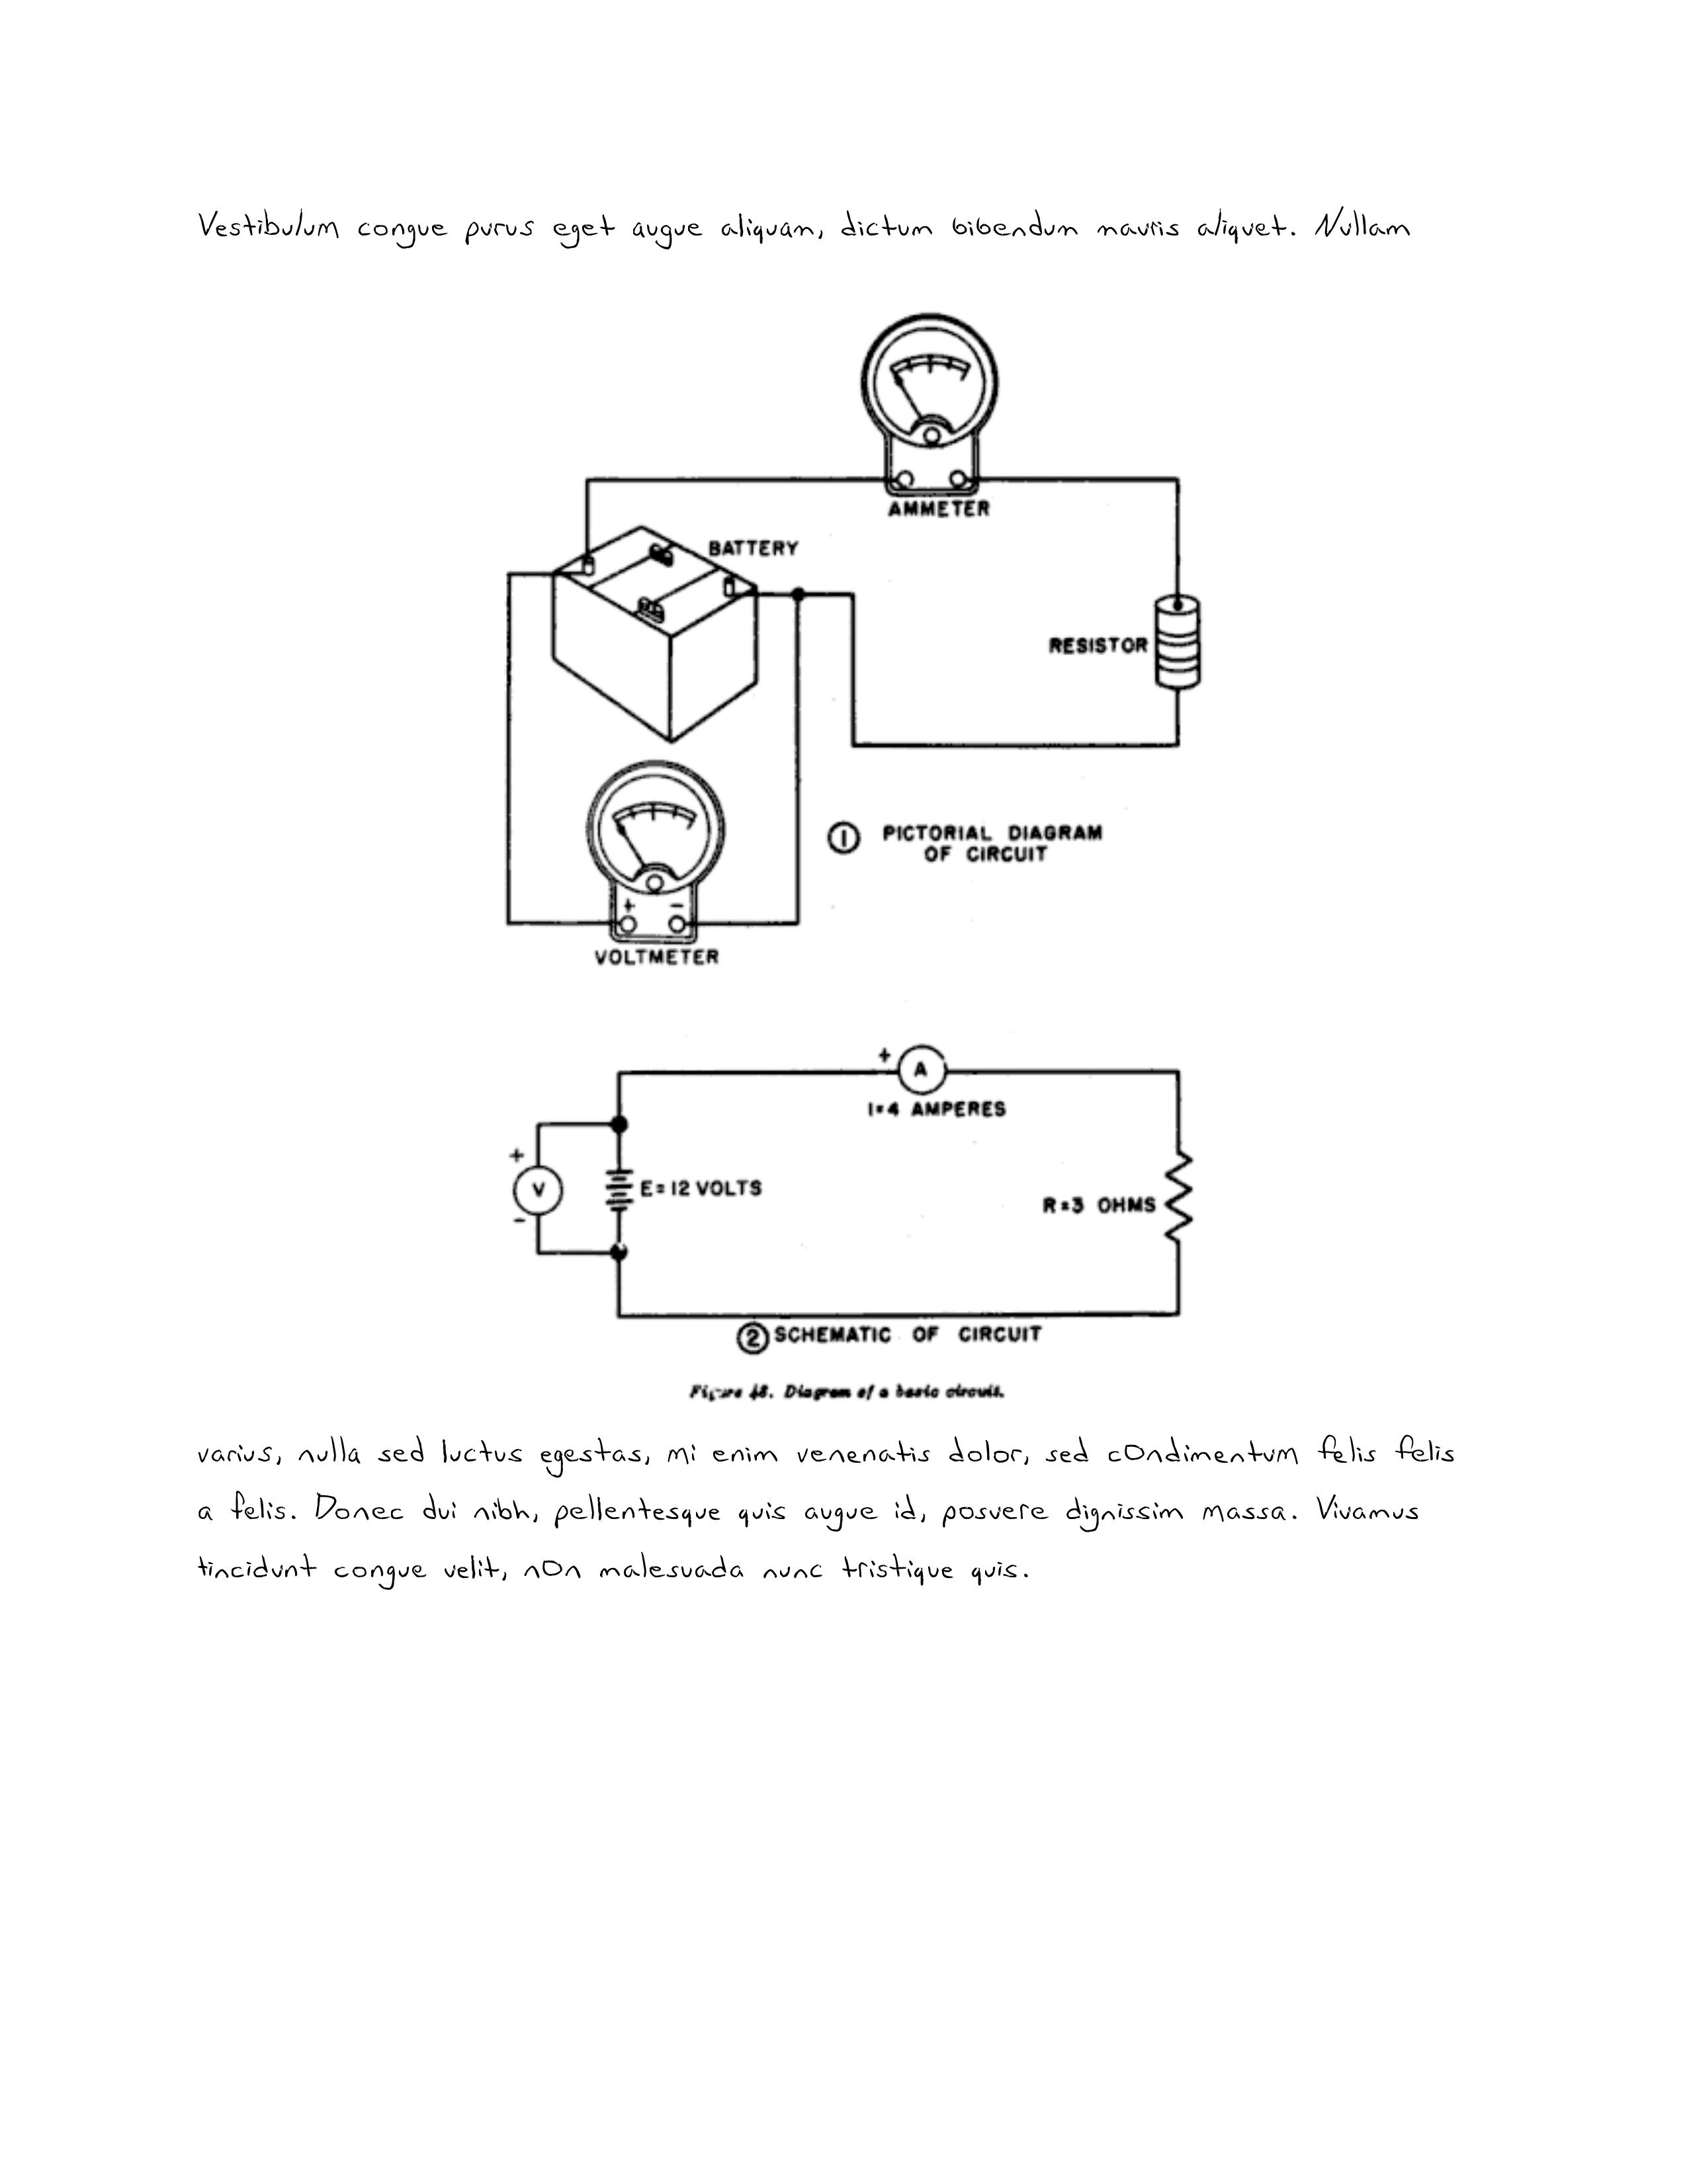 Vestibulum congue purus eget augue aliquam, dictum bibendum mauris aliquet. Nullam
AMMETER
BATTERY
RESISTOR
① PICTORIAL DIAGRAM
OF CIRCUIT
+ -
VOLTMETER
+ A
I=4 AMPERES
+
V
E=12 VOLTS
R=3 OHMS
-
② SCHEMATIC OF CIRCUIT
Figure 48. Diagram of a basic circuit.
varius, nulla sed luctus egestas, mi enim venenatis dolor, sed condimentum felis felis
a felis. Donec dui nibh, pellentesque quis augue id, posuere dignissim massa. Vivamus
tincidunt congue velit, non malesuada nunc tristique quis.